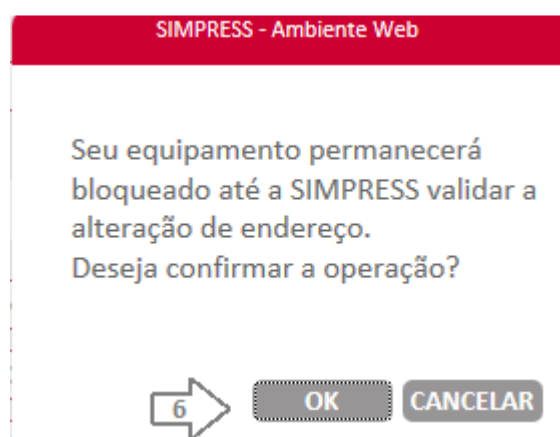 SIMPRESS - Ambiente Web
Seu equipamento permanecerá
bloqueado até a SIMPRESS validar a
alteração de endereço.
Deseja confirmar a operação?
6 OK CANCELAR